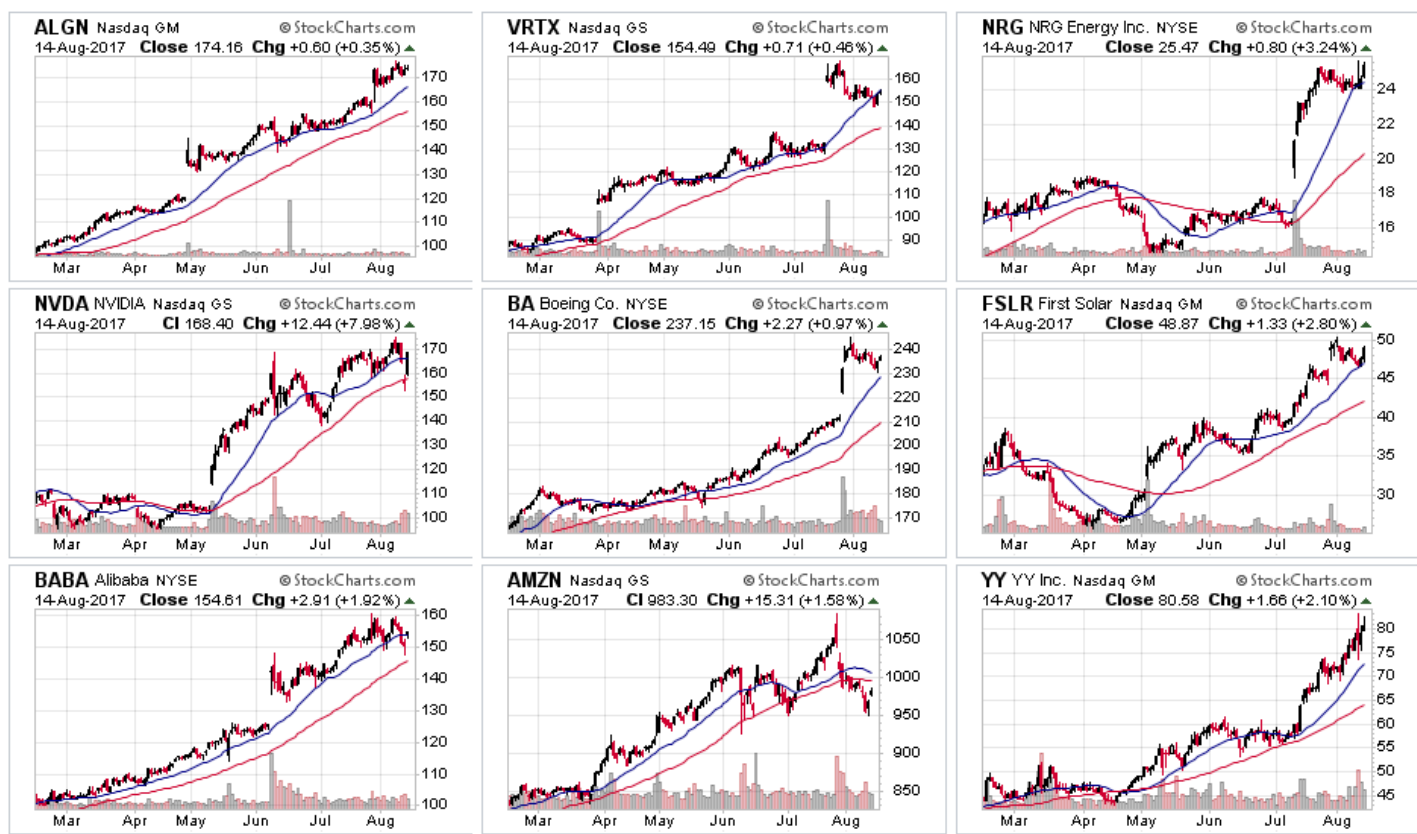 ALGN Nasdaq GM © StockCharts.com
14-Aug-2017 Close 174.16 Chg +0.60 (+0.35%)
170
160
150
140
130
120
110
100
Mar Apr May Jun Jul Aug
VRTX Nasdaq GS © StockCharts.com
14-Aug-2017 Close 154.49 Chg +0.71 (+0.46%)
160
150
140
130
120
110
100
90
Mar Apr May Jun Jul Aug
NRG NRG Energy Inc. NYSE © StockCharts.com
14-Aug-2017 Close 25.47 Chg +0.80 (+3.24%)
24
22
20
18
16
Mar Apr May Jun Jul Aug
NVDA NVIDIA Nasdaq GS © StockCharts.com
14-Aug-2017 Cl 168.40 Chg +12.44 (+7.98%)
170
160
150
140
130
120
110
100
Mar Apr May Jun Jul Aug
BA Boeing Co. NYSE © StockCharts.com
14-Aug-2017 Close 237.15 Chg +2.27 (+0.97%)
240
230
220
210
200
190
180
170
Mar Apr May Jun Jul Aug
FSLR First Solar Nasdaq GM © StockCharts.com
14-Aug-2017 Close 48.87 Chg +1.33 (+2.80%)
50
45
40
35
30
Mar Apr May Jun Jul Aug
BABA Alibaba NYSE © StockCharts.com
14-Aug-2017 Close 154.61 Chg +2.91 (+1.92%)
160
150
140
130
120
110
100
Mar Apr May Jun Jul Aug
AMZN Nasdaq GS © StockCharts.com
14-Aug-2017 Cl 983.30 Chg +15.31 (+1.58%)
1050
1000
950
900
850
Mar Apr May Jun Jul Aug
YY YY Inc. Nasdaq GM © StockCharts.com
14-Aug-2017 Close 80.58 Chg +1.66 (+2.10%)
80
75
70
65
60
55
50
45
Mar Apr May Jun Jul Aug